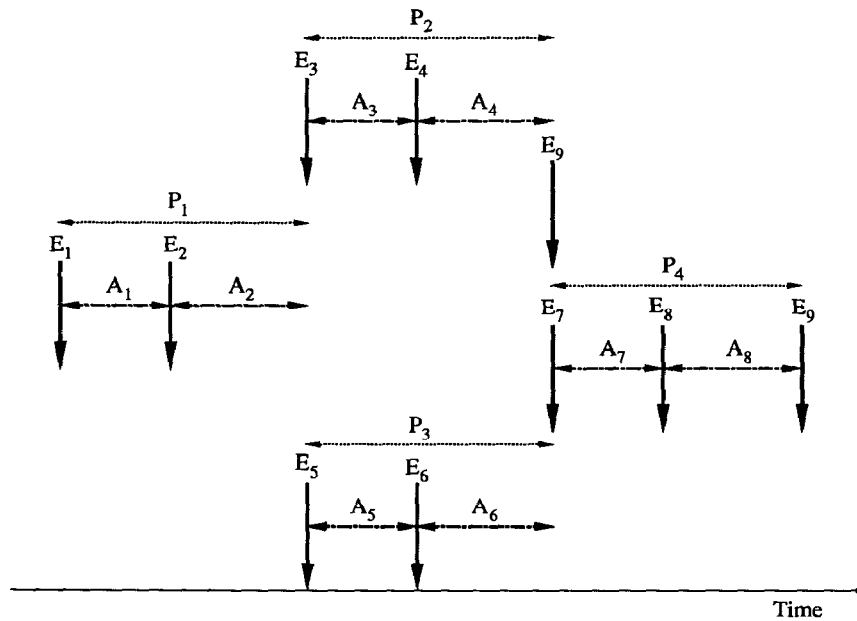 P2
E3 E4
A3 A4
E9
P1
E1 E2
A1 A2
P4
E7 E8 E9
A7 A8
P3
E5 E6
A5 A6
Time